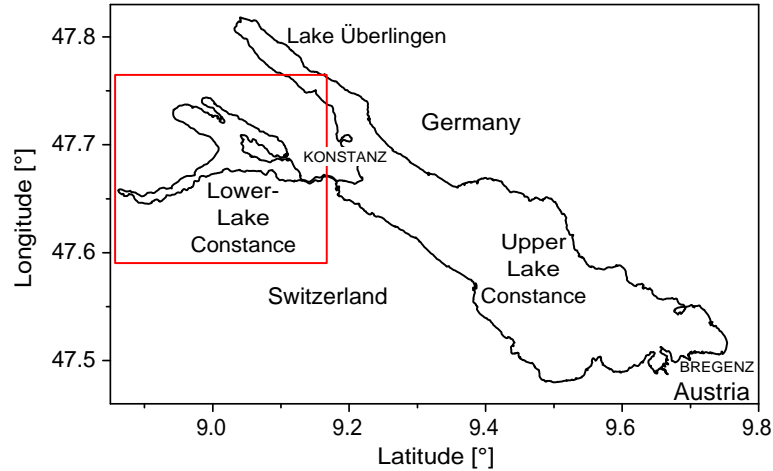 47.8
47.7
47.6
47.5
Longitude [°]
Lake Überlingen
Germany
KONSTANZ
Lower-
Lake
Constance
Upper
Lake
Constance
Switzerland
BREGENZ
Austria
9.0
9.2
9.4
9.6
9.8
Latitude [°]